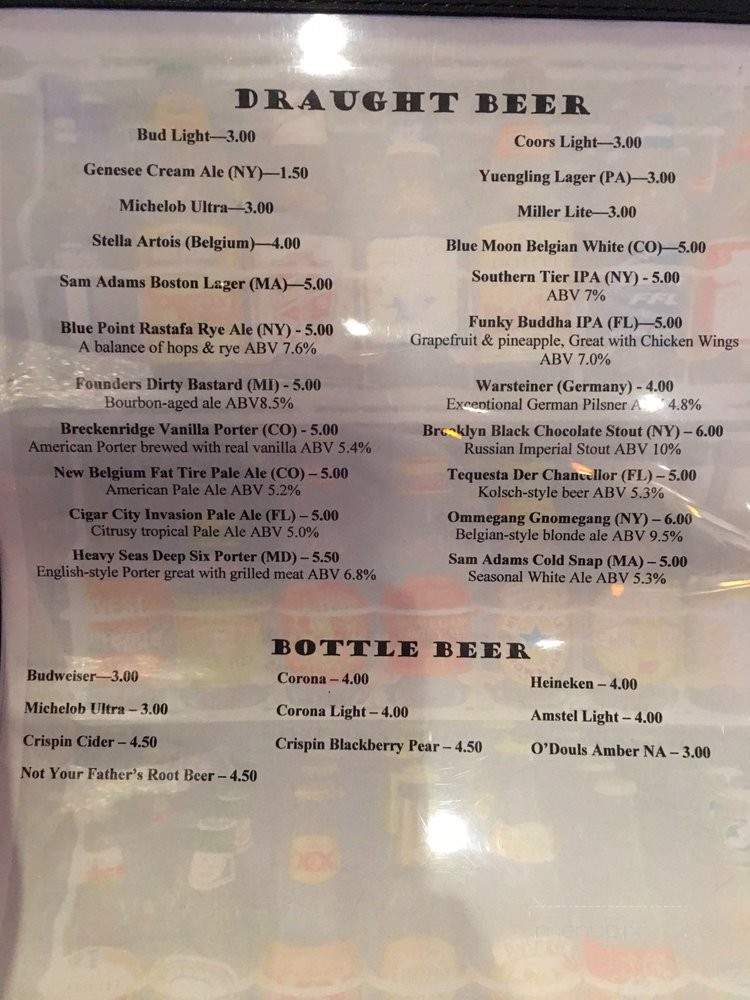 DRAUGHT BEER
Bud Light—3.00
Genesee Cream Ale (NY)—1.50
Michelob Ultra—3.00
Stella Artois (Belgium)—4.00
Sam Adams Boston Lager (MA)—5.00
Blue Point Rastafa Rye Ale (NY) - 5.00
A balance of hops & rye ABV 7.6%
Founders Dirty Bastard (MI) - 5.00
Bourbon-aged ale ABV8.5%
Breckenridge Vanilla Porter (CO) - 5.00
American Porter brewed with real vanilla ABV 5.4%
New Belgium Fat Tire Pale Ale (CO) – 5.00
American Pale Ale ABV 5.2%
Cigar City Invasion Pale Ale (FL) – 5.00
Citrusy tropical Pale Ale ABV 5.0%
Heavy Seas Deep Six Porter (MD) - 5.50
English-style Porter great with grilled meat ABV 6.8%
Coors Light—3.00
Yuengling Lager (PA)—3.00
Miller Lite—3.00
Blue Moon Belgian White (CO)—5.00
Southern Tier IPA (NY) - 5.00
ABV 7%
Funky Buddha IPA (FL)—5.00
Grapefruit & pineapple, Great with Chicken Wings
ABV 7.0%
Warsteiner (Germany) - 4.00
Exceptional German Pilsner ABV 4.8%
Brooklyn Black Chocolate Stout (NY) – 6.00
Russian Imperial Stout ABV 10%
Tequesta Der Chancellor (FL) – 5.00
Kolsch-style beer ABV 5.3%
Ommegang Gnomegang (NY) – 6.00
Belgian-style blonde ale ABV 9.5%
Sam Adams Cold Snap (MA) – 5.00
Seasonal White Ale ABV 5.3%
BOTTLE BEER
Budweiser—3.00
Michelob Ultra – 3.00
Crispin Cider – 4.50
Not Your Father's Root Beer – 4.50
Corona – 4.00
Corona Light – 4.00
Crispin Blackberry Pear – 4.50
Heineken – 4.00
Amstel Light – 4.00
O'Douls Amber NA – 3.00